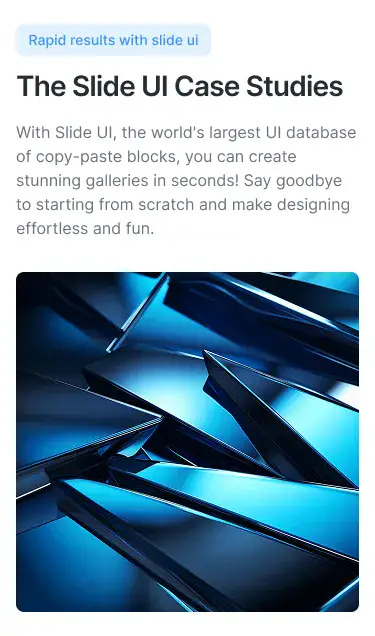 Rapid results with slide ui
The Slide UI Case Studies
With Slide UI, the world's largest UI database
of copy-paste blocks, you can create
stunning galleries in seconds! Say goodbye
to starting from scratch and make designing
effortless and fun.